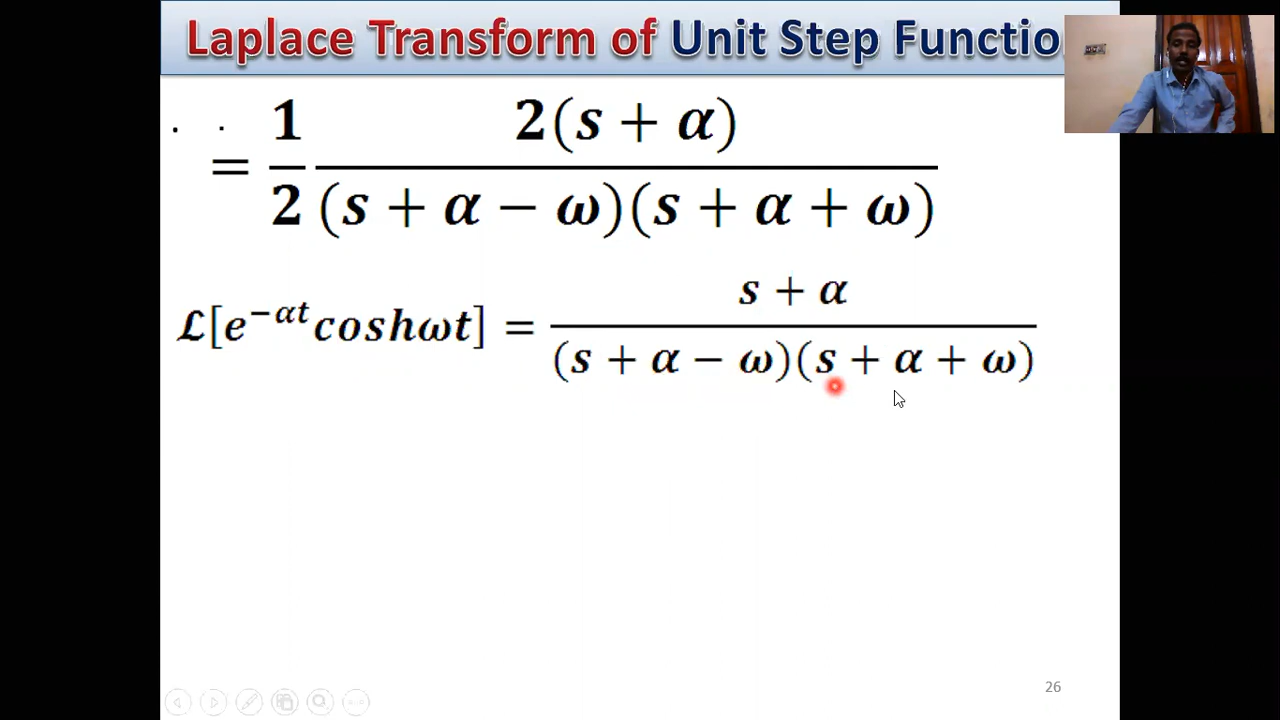 Laplace Transform of Unit Step Functio
= 1/2 2(s + α)/(s + α − ω)(s + α + ω)
ℒ[e^−αt coshωt] = s + α/(s + α − ω)(s + α + ω)
26